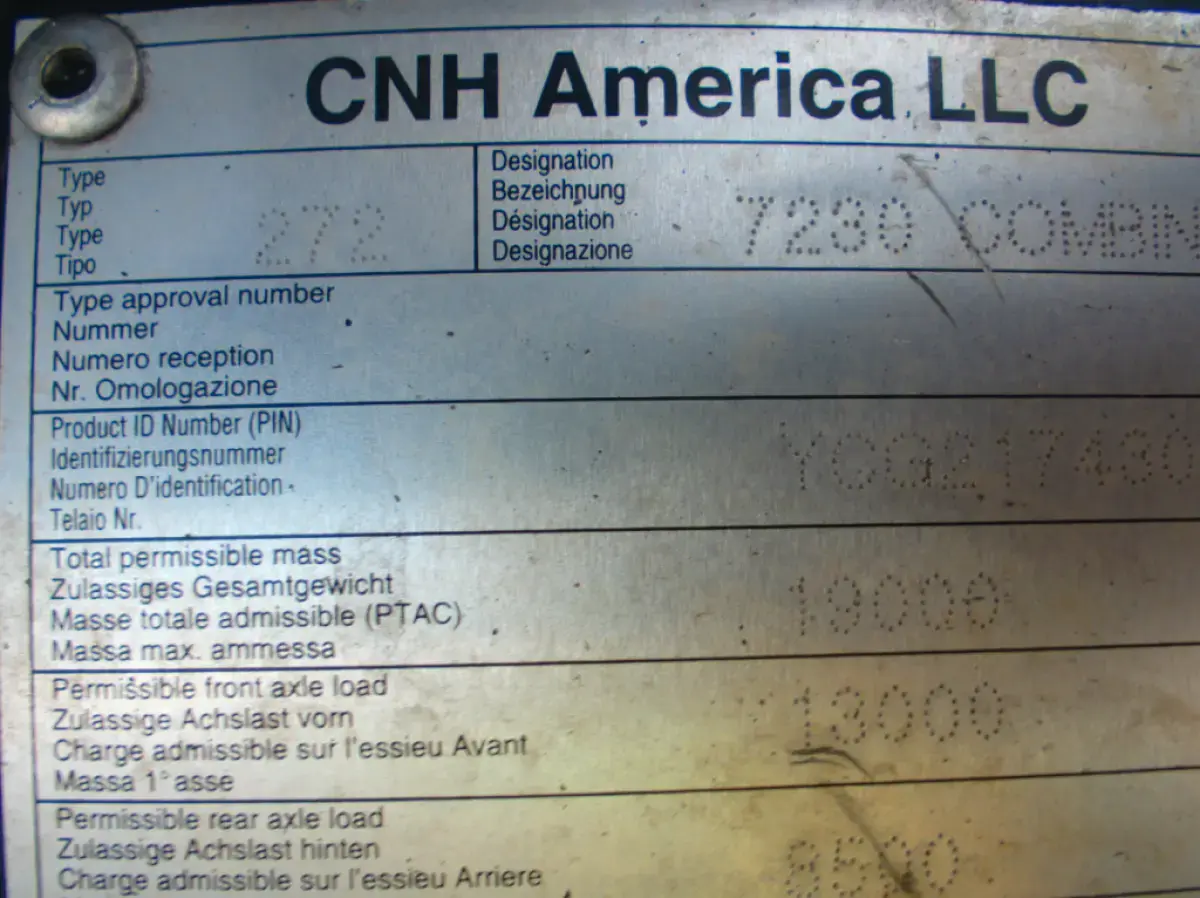 CNH America LLC
Type
Typ
Type
Tipo
272
Designation
Bezeichnung
Désignation
Designazione
7230 COMBIN
Type approval number
Nummer
Numero reception
Nr. Omologazione
Product ID Number (PIN)
Identifizierungsnummer
Numero D'identification
Telaio Nr.
YCG217430
Total permissible mass
Zulassiges Gesamtgewicht
Masse totale admissible (PTAC)
Massa max. ammessa
19000
Permissible front axle load
Zulassige Achslast vorn
Charge admissible sur l'essieu Avant
Massa 1° asse
13000
Permissible rear axle load
Zulassige Achslast hinten
Charge admissible sur l'essieu Arriere
8500